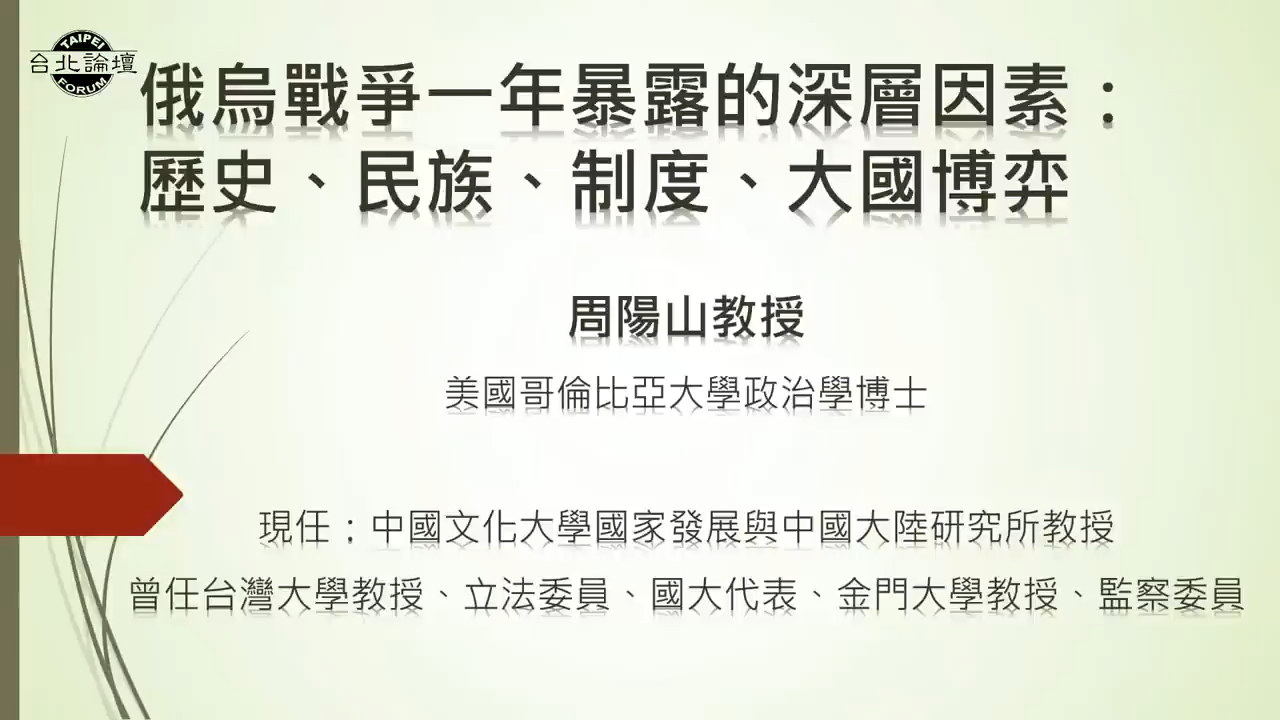 TAIPEI
台北論壇
FORUM
俄烏戰爭一年暴露的深層因素：
歷史、民族、制度、大國博弈
周陽山教授
美國哥倫比亞大學政治學博士
現任：中國文化大學國家發展與中國大陸研究所教授
曾任台灣大學教授、立法委員、國大代表、金門大學教授、監察委員